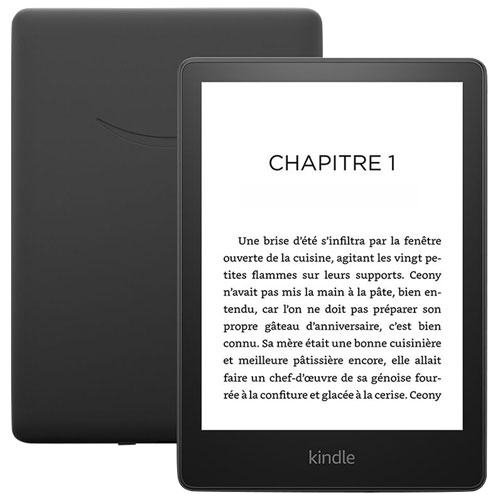 CHAPITRE 1
Une brise d'été s'infiltra par la fenêtre
ouverte de la cuisine, agitant les vingt pe-
tites flammes sur leurs supports. Ceony
n'avait pas mis la main à la pâte, bien en-
tendu, car l'on ne doit pas préparer son
propre gâteau d'anniversaire, c'est bien
connu. Sa mère était une bonne cuisinière
et meilleure pâtissière encore, elle allait
faire un chef-d'œuvre de sa génoise four-
rée à la confiture et glacée à la cerise. Ceony
kindle